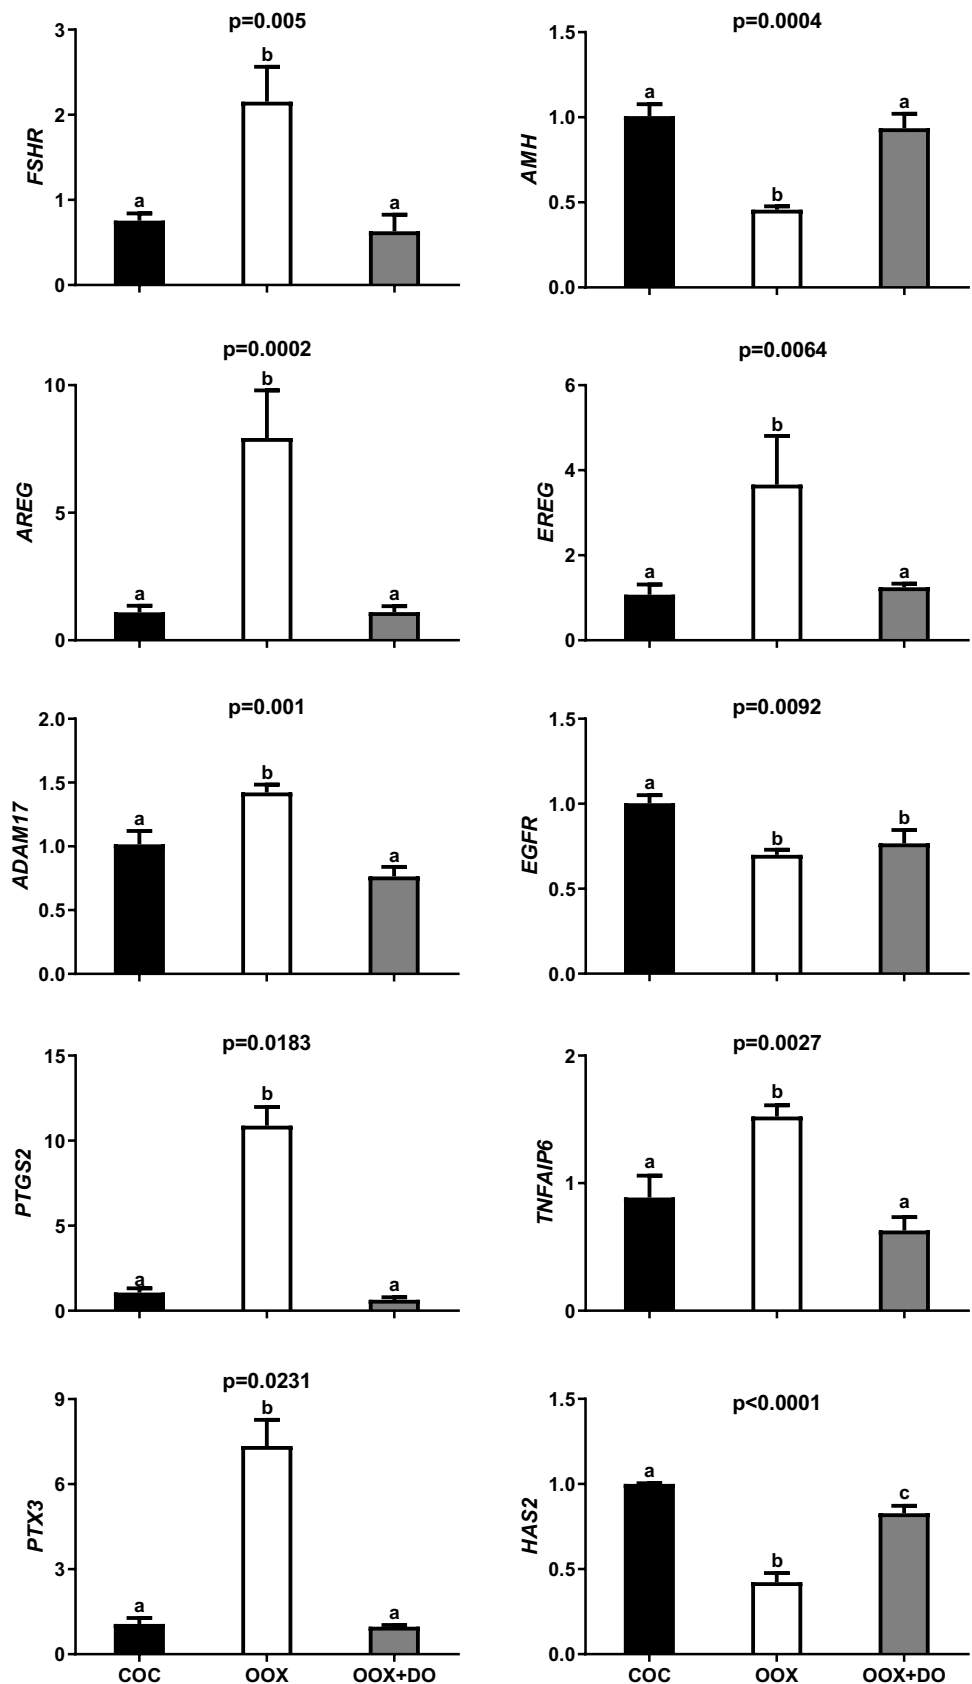 p=0.005
3
2
1
0
FSHR
a
b
a
p=0.0004
1.5
1.0
0.5
0.0
AMH
a
b
a
p=0.0002
10
5
0
AREG
a
b
a
p=0.0064
6
4
2
0
EREG
a
b
a
p=0.001
2.0
1.5
1.0
0.5
0.0
ADAM17
a
b
a
p=0.0092
1.5
1.0
0.5
0.0
EGFR
a
b
b
p=0.0183
15
10
5
0
PTGS2
a
b
a
p=0.0027
2
1
0
TNFAIP6
a
b
a
p=0.0231
9
6
3
0
PTX3
a
b
a
COC OOX OOX+DO
p<0.0001
1.5
1.0
0.5
0.0
HAS2
a
b
c
COC OOX OOX+DO